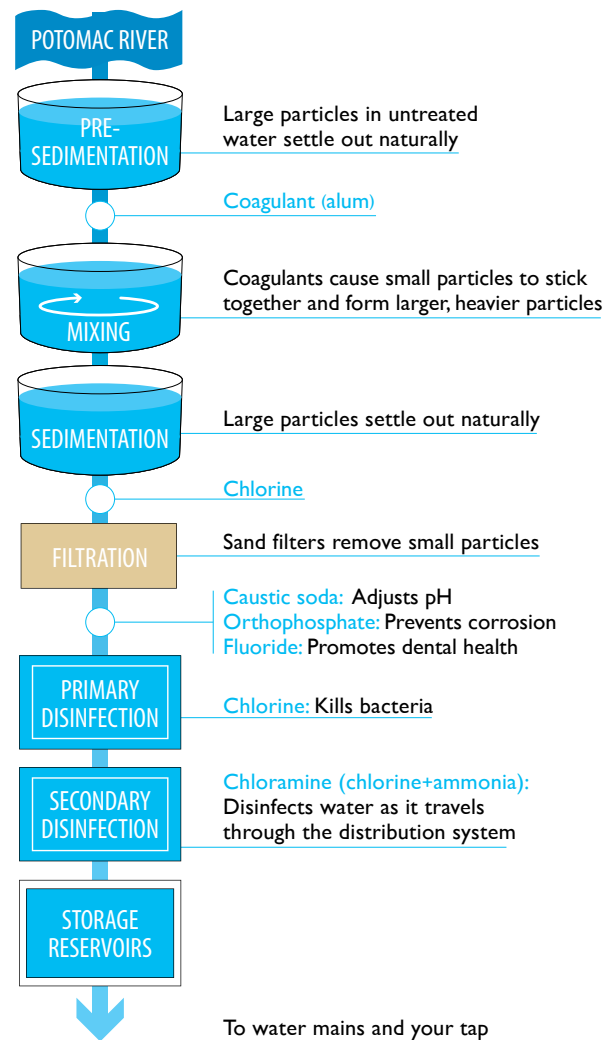 POTOMAC RIVER
PRE-
SEDIMENTATION
Large particles in untreated
water settle out naturally
Coagulant (alum)
MIXING
Coagulants cause small particles to stick
together and form larger, heavier particles
SEDIMENTATION
Large particles settle out naturally
Chlorine
FILTRATION
Sand filters remove small particles
Caustic soda: Adjusts pH
Orthophosphate: Prevents corrosion
Fluoride: Promotes dental health
PRIMARY
DISINFECTION
Chlorine: Kills bacteria
SECONDARY
DISINFECTION
Chloramine (chlorine+ammonia):
Disinfects water as it travels
through the distribution system
STORAGE
RESERVOIRS
To water mains and your tap